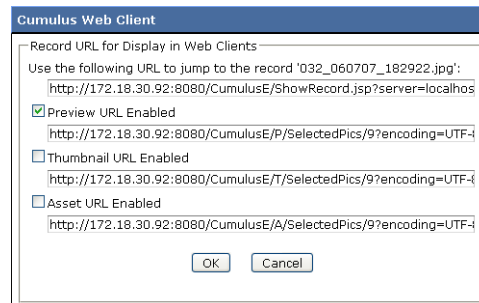 Cumulus Web Client
Record URL for Display in Web Clients
Use the following URL to jump to the record '032_060707_182922.jpg':
http://172.18.30.92:8080/CumulusE/ShowRecord.jsp?server=localhos
Preview URL Enabled
http://172.18.30.92:8080/CumulusE/P/SelectedPics/9?encoding=UTF-
Thumbnail URL Enabled
http://172.18.30.92:8080/CumulusE/T/SelectedPics/9?encoding=UTF-
Asset URL Enabled
http://172.18.30.92:8080/CumulusE/A/SelectedPics/9?encoding=UTF-
OK Cancel